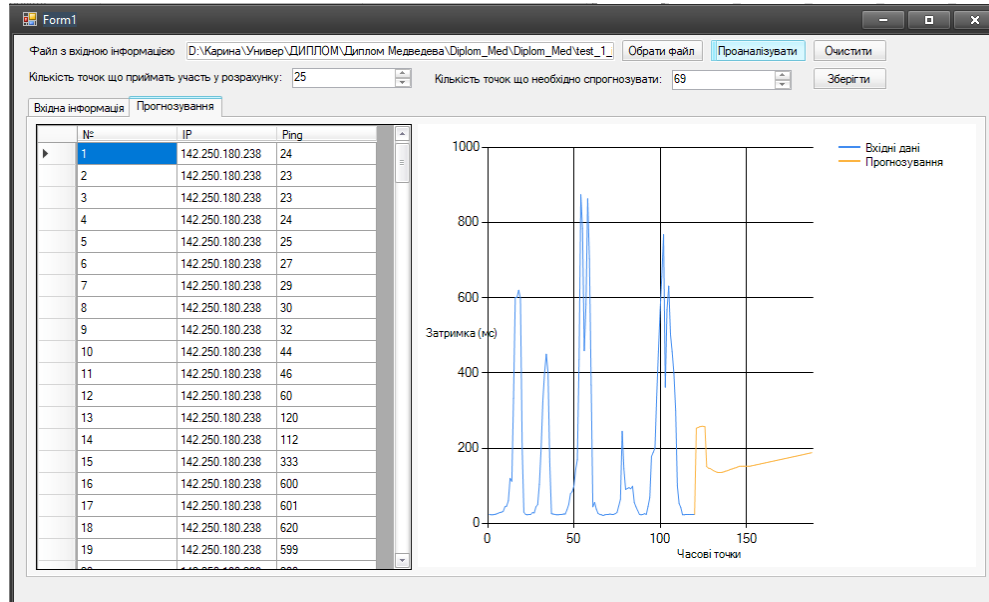 Form1
Файл з вхідною інформацією D:\Карина\Универ\ДИПЛОМ\Диплом Медведева\Diplom_Med\Diplom_Med\test_1_ Обрати файл Проаналізувати Очистити
Кількість точок що приймать участь у розрахунку: 25 Кількість точок що необхідно спрогнозувати: 69 Зберігти
Вхідна інформація Прогнозування
№ IP Ping
1 142.250.180.238 24
2 142.250.180.238 23
3 142.250.180.238 23
4 142.250.180.238 24
5 142.250.180.238 25
6 142.250.180.238 27
7 142.250.180.238 29
8 142.250.180.238 30
9 142.250.180.238 32
10 142.250.180.238 44
11 142.250.180.238 46
12 142.250.180.238 60
13 142.250.180.238 120
14 142.250.180.238 112
15 142.250.180.238 333
16 142.250.180.238 600
17 142.250.180.238 601
18 142.250.180.238 620
19 142.250.180.238 599
1000
800
600
Затримка (мс)
400
200
0
0 50 100 150
Часові точки
Вхідні дані
Прогнозування